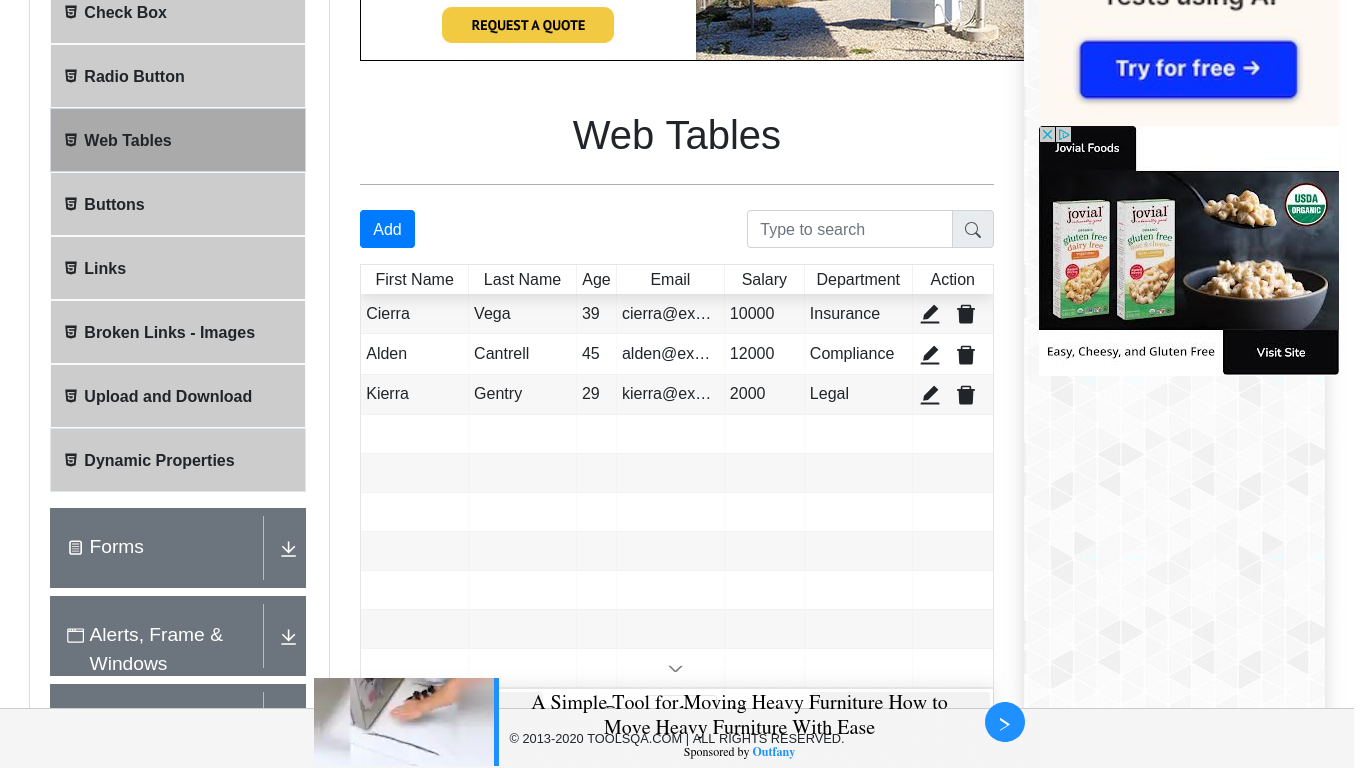 Check Box
Radio Button
Web Tables
Buttons
Links
Broken Links - Images
Upload and Download
Dynamic Properties
Forms
Alerts, Frame &
Windows
REQUEST A QUOTE
Web Tables
Add
Type to search
First Name Last Name Age Email Salary Department Action
Cierra Vega 39 cierra@ex… 10000 Insurance
Alden Cantrell 45 alden@ex… 12000 Compliance
Kierra Gentry 29 kierra@ex… 2000 Legal
A Simple Tool for Moving Heavy Furniture How to
Move Heavy Furniture With Ease
Sponsored by Outfany
© 2013-2020 TOOLSQA.COM | ALL RIGHTS RESERVED.
Tests using AI
Try for free →
Jovial Foods
jovial
gluten free
dairy free
jovial
gluten free
mac & cheese
USDA
ORGANIC
Easy, Cheesy, and Gluten Free
Visit Site